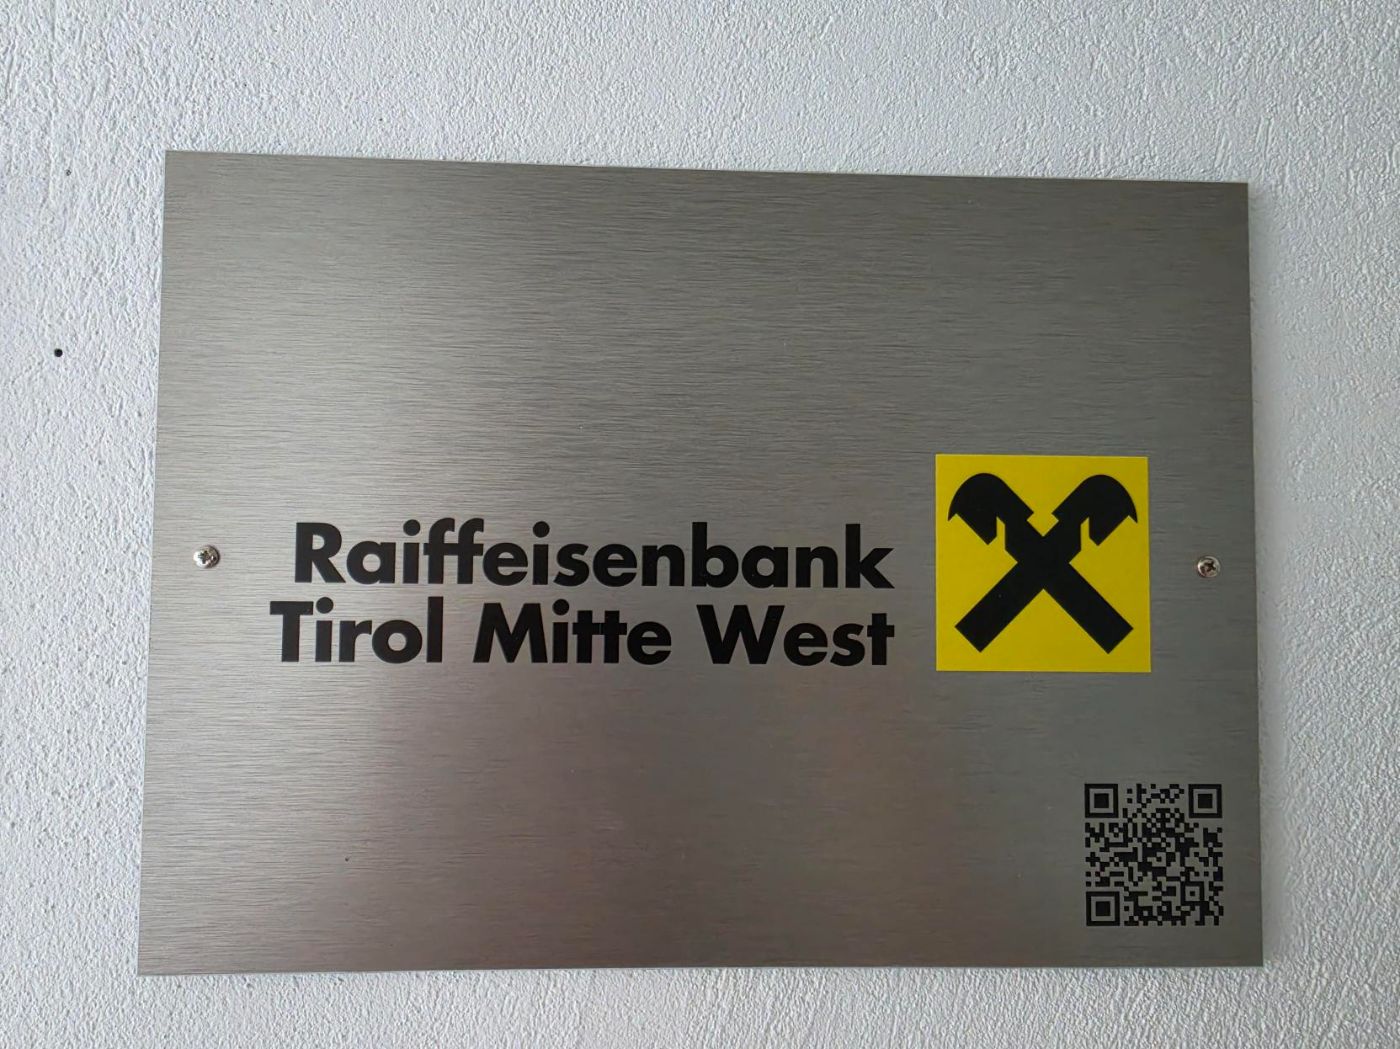 Raiffeisenbank
Tirol Mitte West